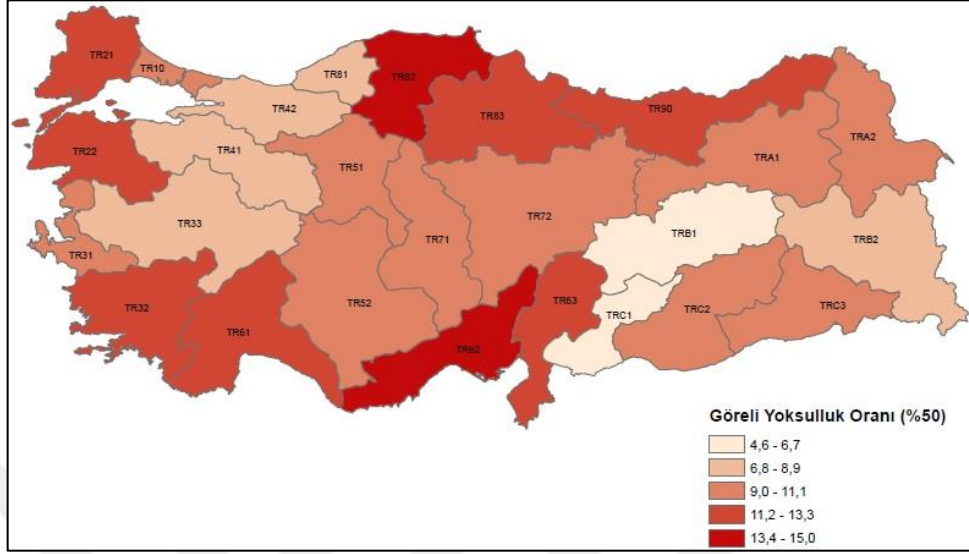 TR21
TR10
TR81
TR82
TR42
TR83
TR90
TRA2
TR22
TR41
TR51
TRA1
TR33
TR72
TR71
TRB1
TRB2
TR31
TR32
TR61
TR52
TR62
TR63
TRC1
TRC2
TRC3
Göreli Yoksulluk Oranı (%50)
4,6 - 6,7
6,8 - 8,9
9,0 - 11,1
11,2 - 13,3
13,4 - 15,0